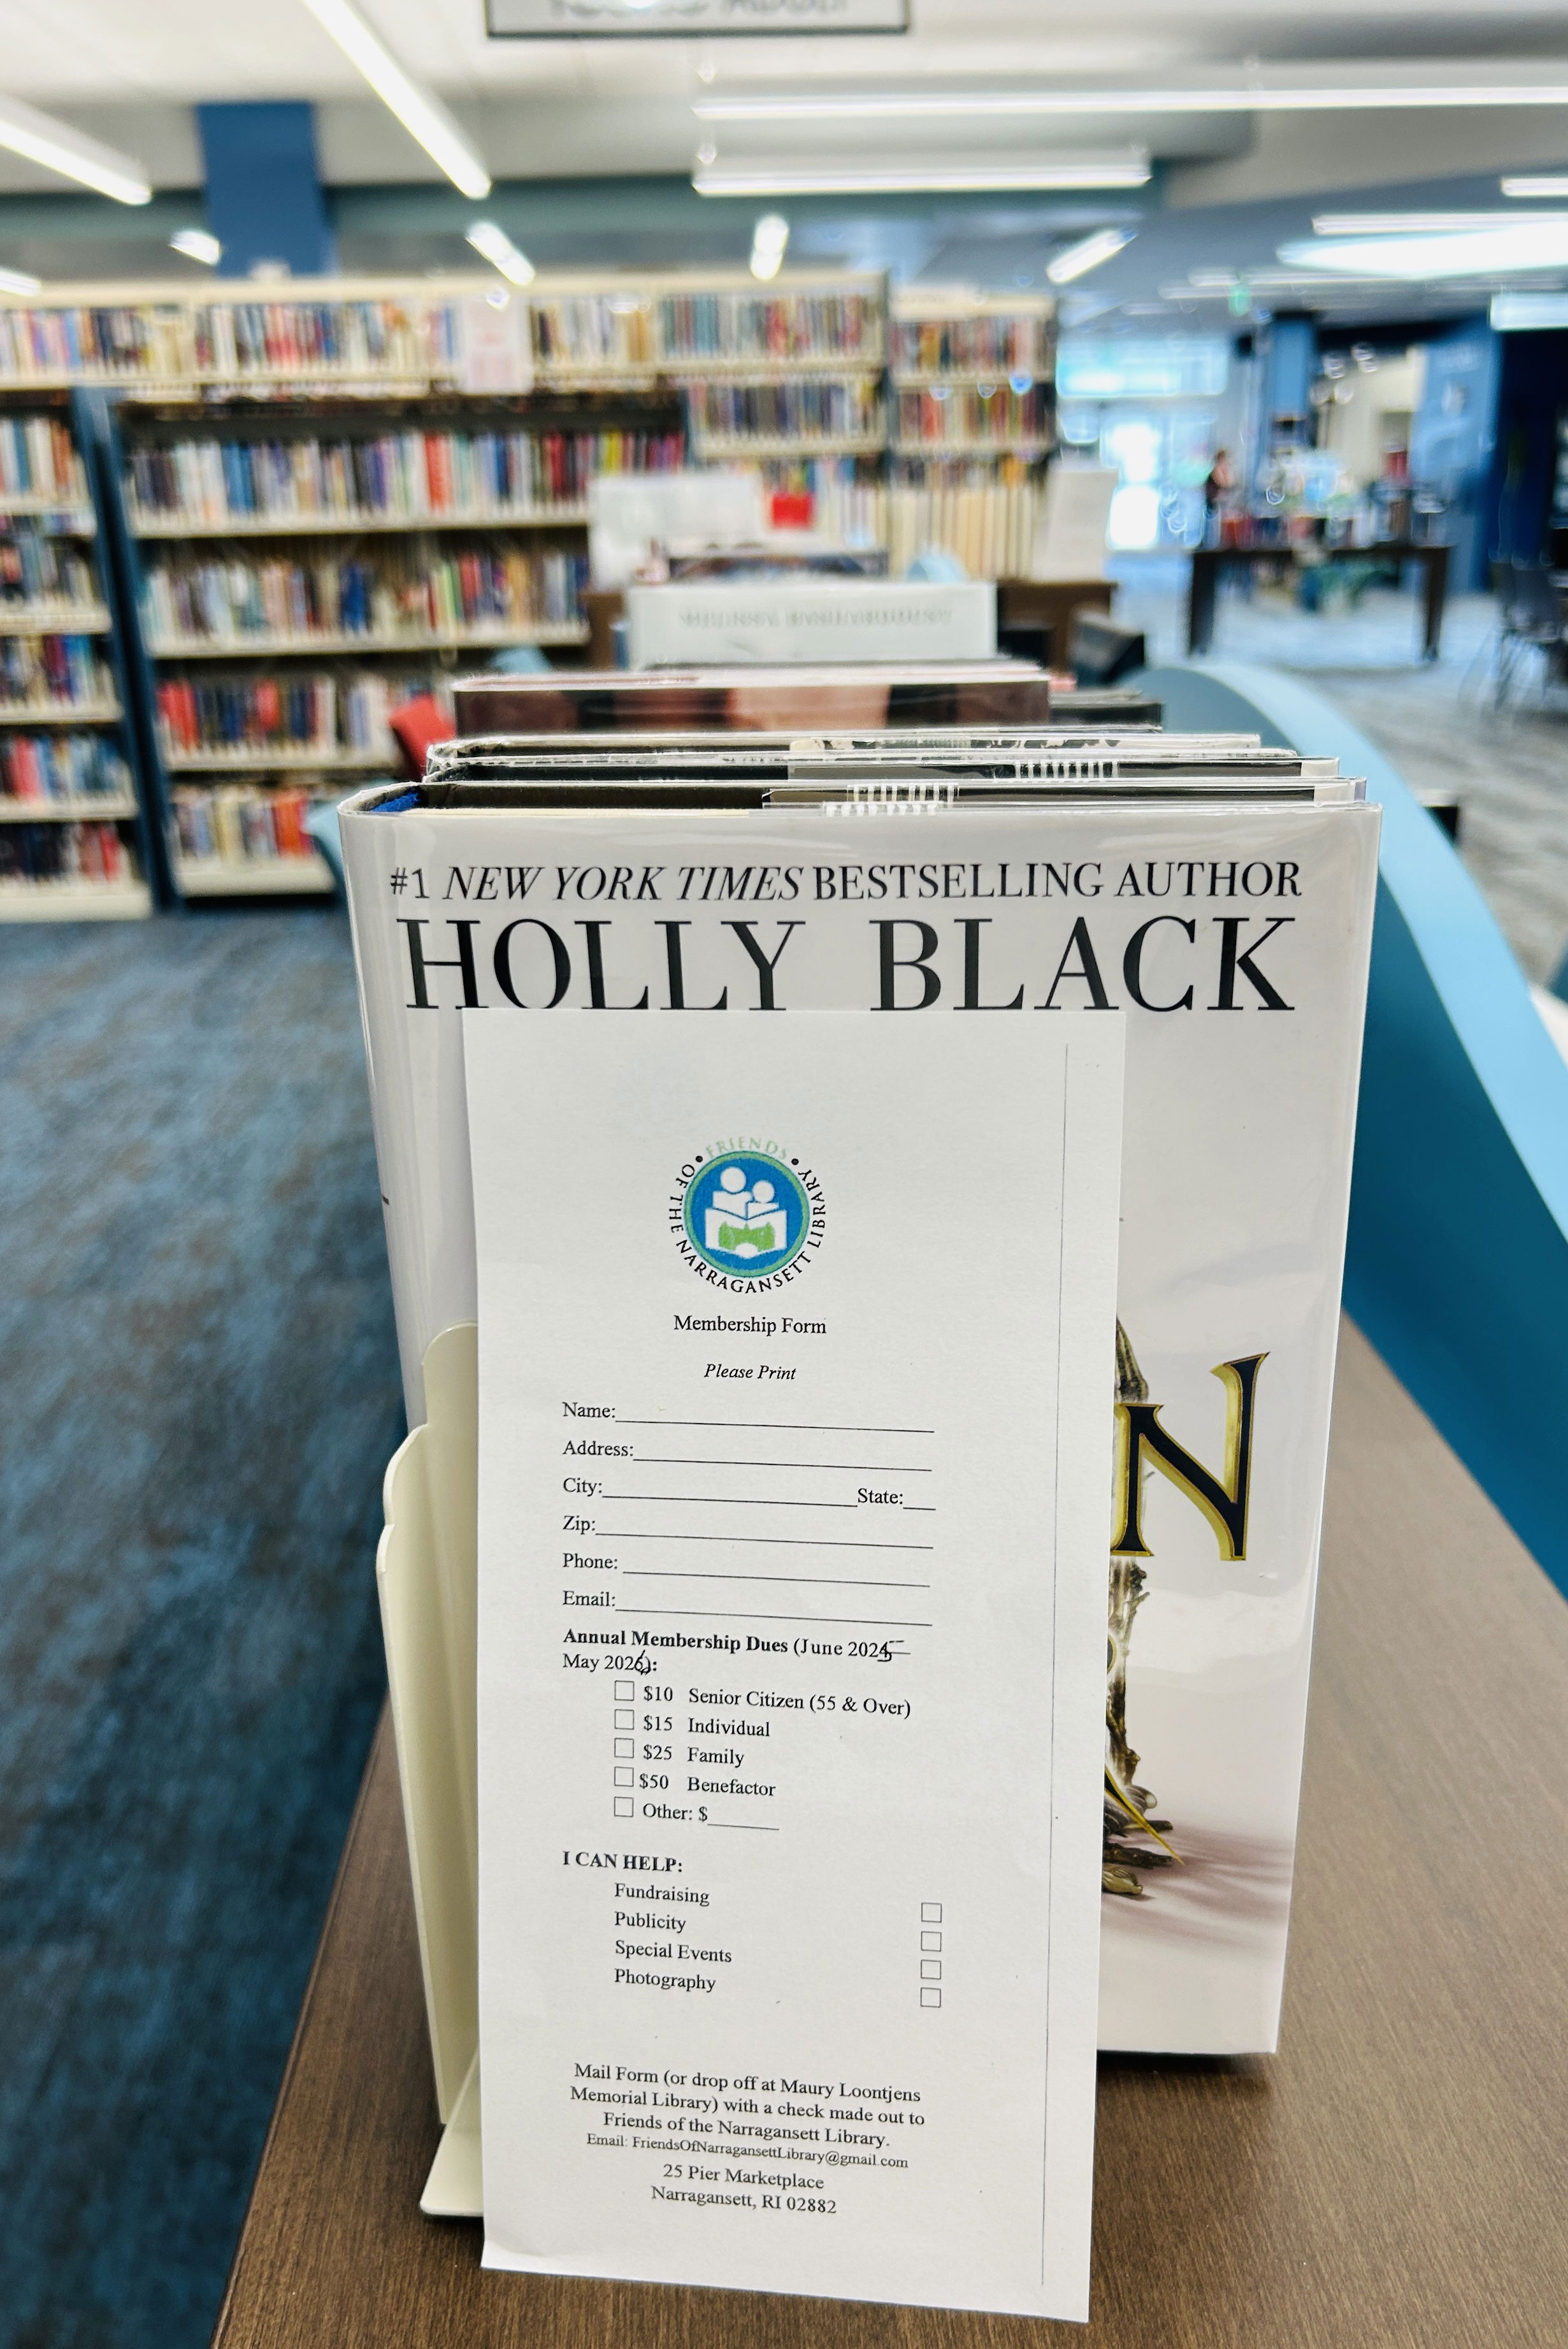 #1 NEW YORK TIMES BESTSELLING AUTHOR
HOLLY BLACK
N
• FRIENDS •
OF THE NARRAGANSETT LIBRARY
Membership Form
Please Print
Name:
Address:
City: State:
Zip:
Phone:
Email:
Annual Membership Dues (June 2025-
May 2026):
$10 Senior Citizen (55 & Over)
$15 Individual
$25 Family
$50 Benefactor
Other: $
I CAN HELP:
Fundraising
Publicity
Special Events
Photography
Mail Form (or drop off at Maury Loontjens
Memorial Library) with a check made out to
Friends of the Narragansett Library.
Email: FriendsOfNarragansettLibrary@gmail.com
25 Pier Marketplace
Narragansett, RI 02882